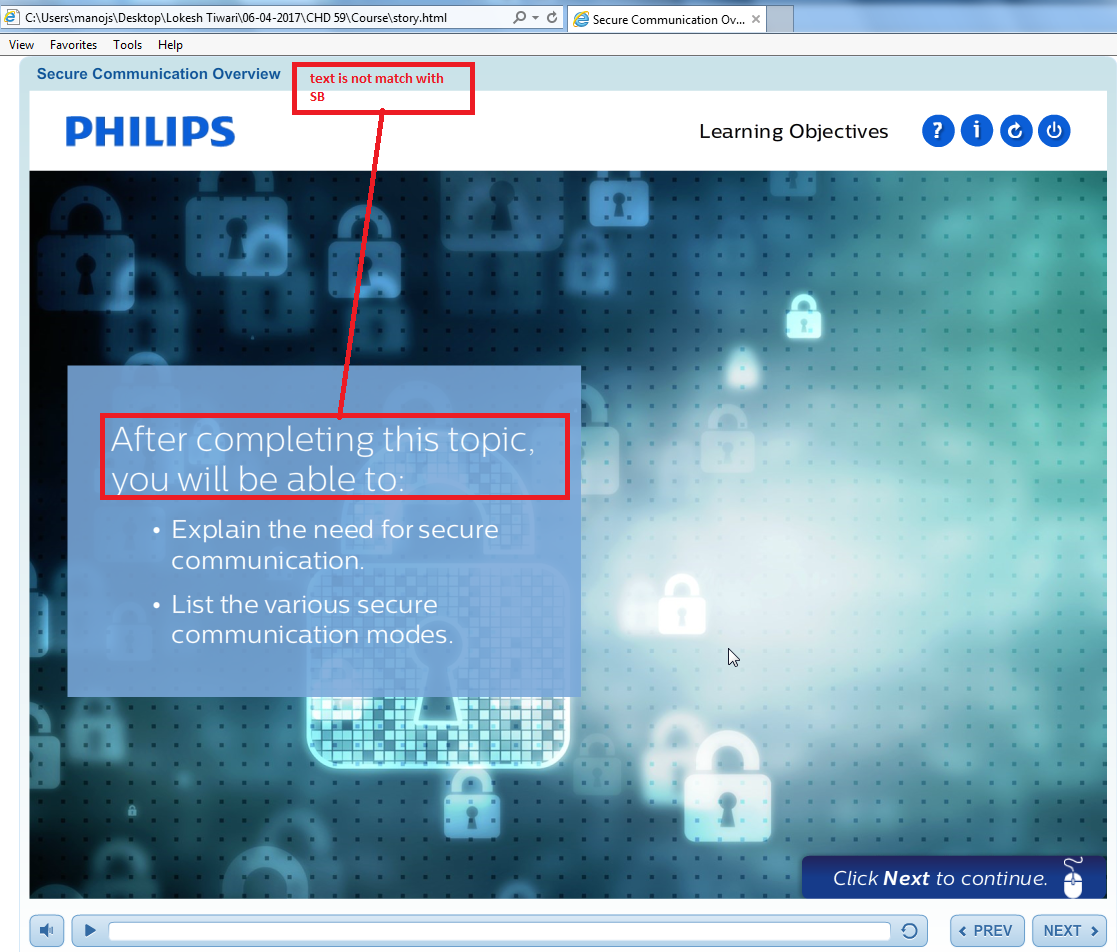 C:\Users\manojs\Desktop\Lokesh Tiwari\06-04-2017\CHD 59\Course\story.html
Secure Communication Ov...
View Favorites Tools Help
Secure Communication Overview
text is not match with
SB
PHILIPS
Learning Objectives
? i
After completing this topic,
you will be able to:
• Explain the need for secure
communication.
• List the various secure
communication modes.
Click Next to continue.
PREV
NEXT